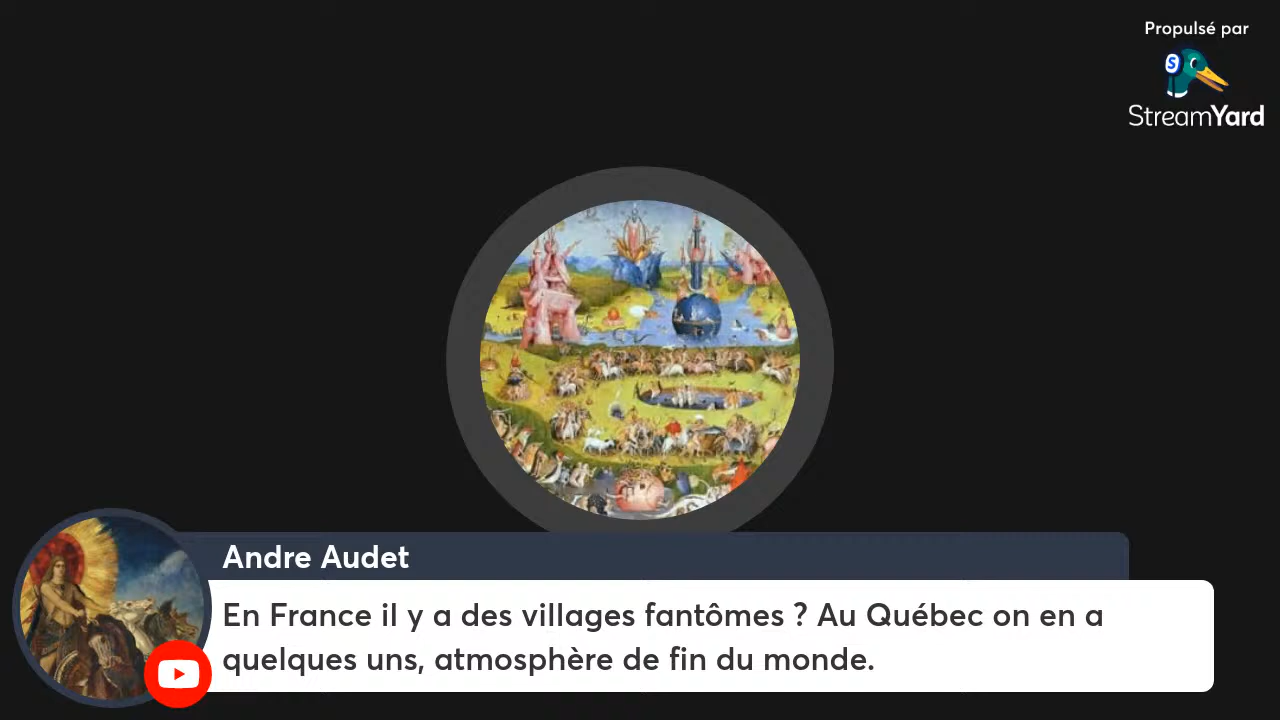 Propulsé par
StreamYard
Andre Audet
En France il y a des villages fantômes ? Au Québec on en a
quelques uns, atmosphère de fin du monde.